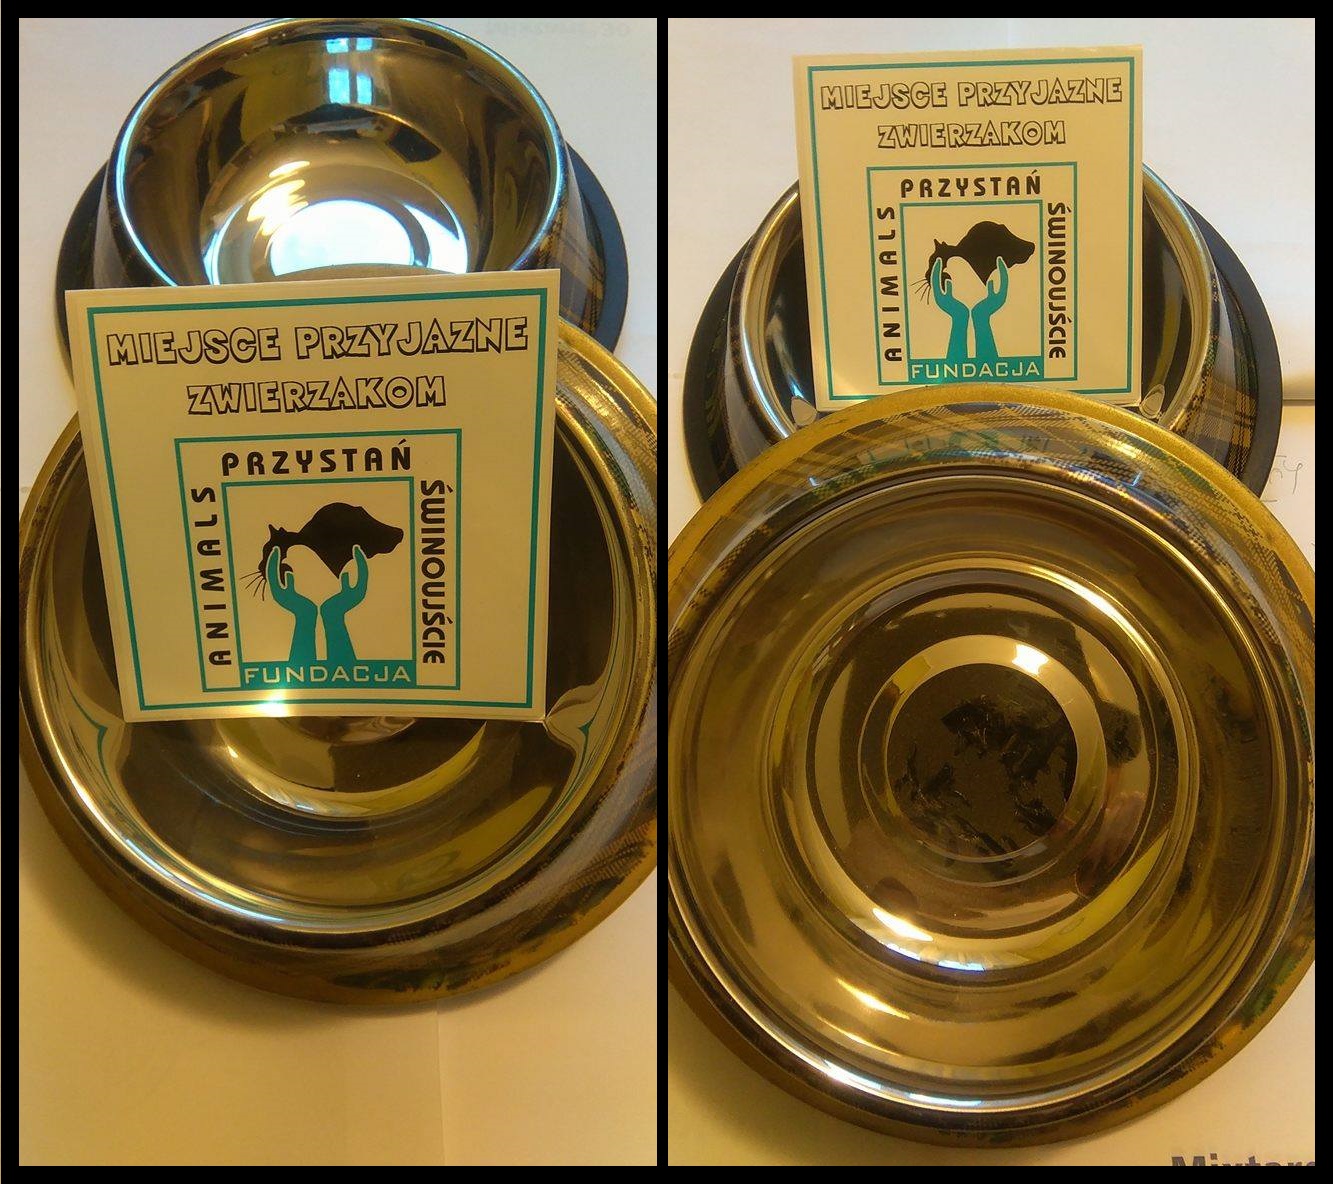 MIEJSCE PRZYJAZNE
ZWIERZAKOM
PRZYSTAŃ
ANIMALS
ŚWINOUJŚCIE
FUNDACJA
MIEJSCE PRZYJAZNE
ZWIERZAKOM
PRZYSTAŃ
ANIMALS
ŚWINOUJŚCIE
FUNDACJA